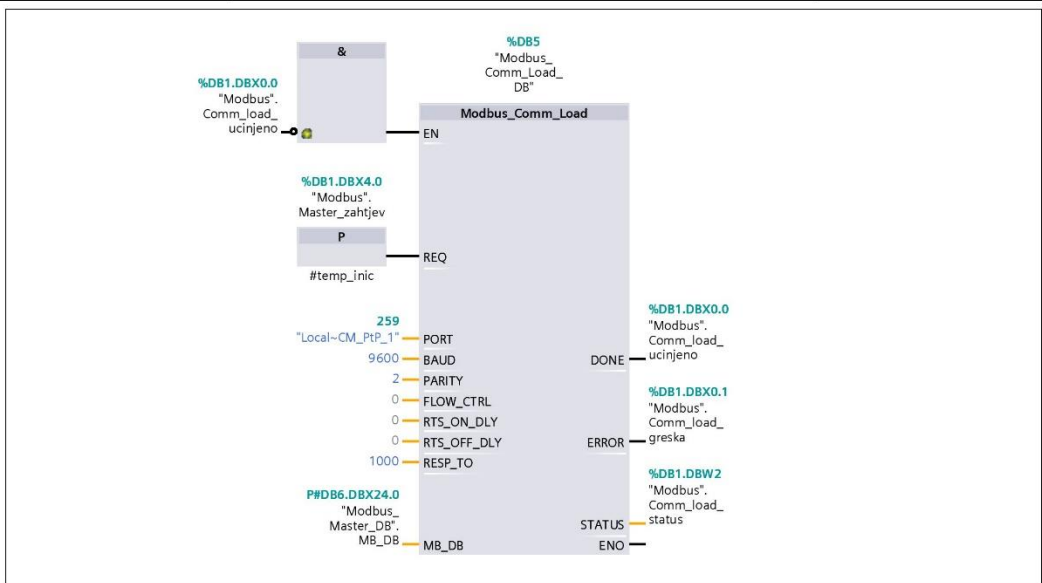 &
%DB1.DBX0.0
"Modbus".
Comm_load_
ucinjeno
%DB5
"Modbus_
Comm_Load_
DB"
Modbus_Comm_Load
EN
%DB1.DBX4.0
"Modbus".
Master_zahtjev
P
#temp_inic
REQ
259
"Local~CM_PtP_1"
PORT
9600
BAUD
2
PARITY
0
FLOW_CTRL
0
RTS_ON_DLY
0
RTS_OFF_DLY
1000
RESP_TO
P#DB6.DBX24.0
"Modbus_
Master_DB".
MB_DB
MB_DB
DONE
%DB1.DBX0.0
"Modbus".
Comm_load_
ucinjeno
ERROR
%DB1.DBX0.1
"Modbus".
Comm_load_
greska
STATUS
%DB1.DBW2
"Modbus".
Comm_load_
status
ENO